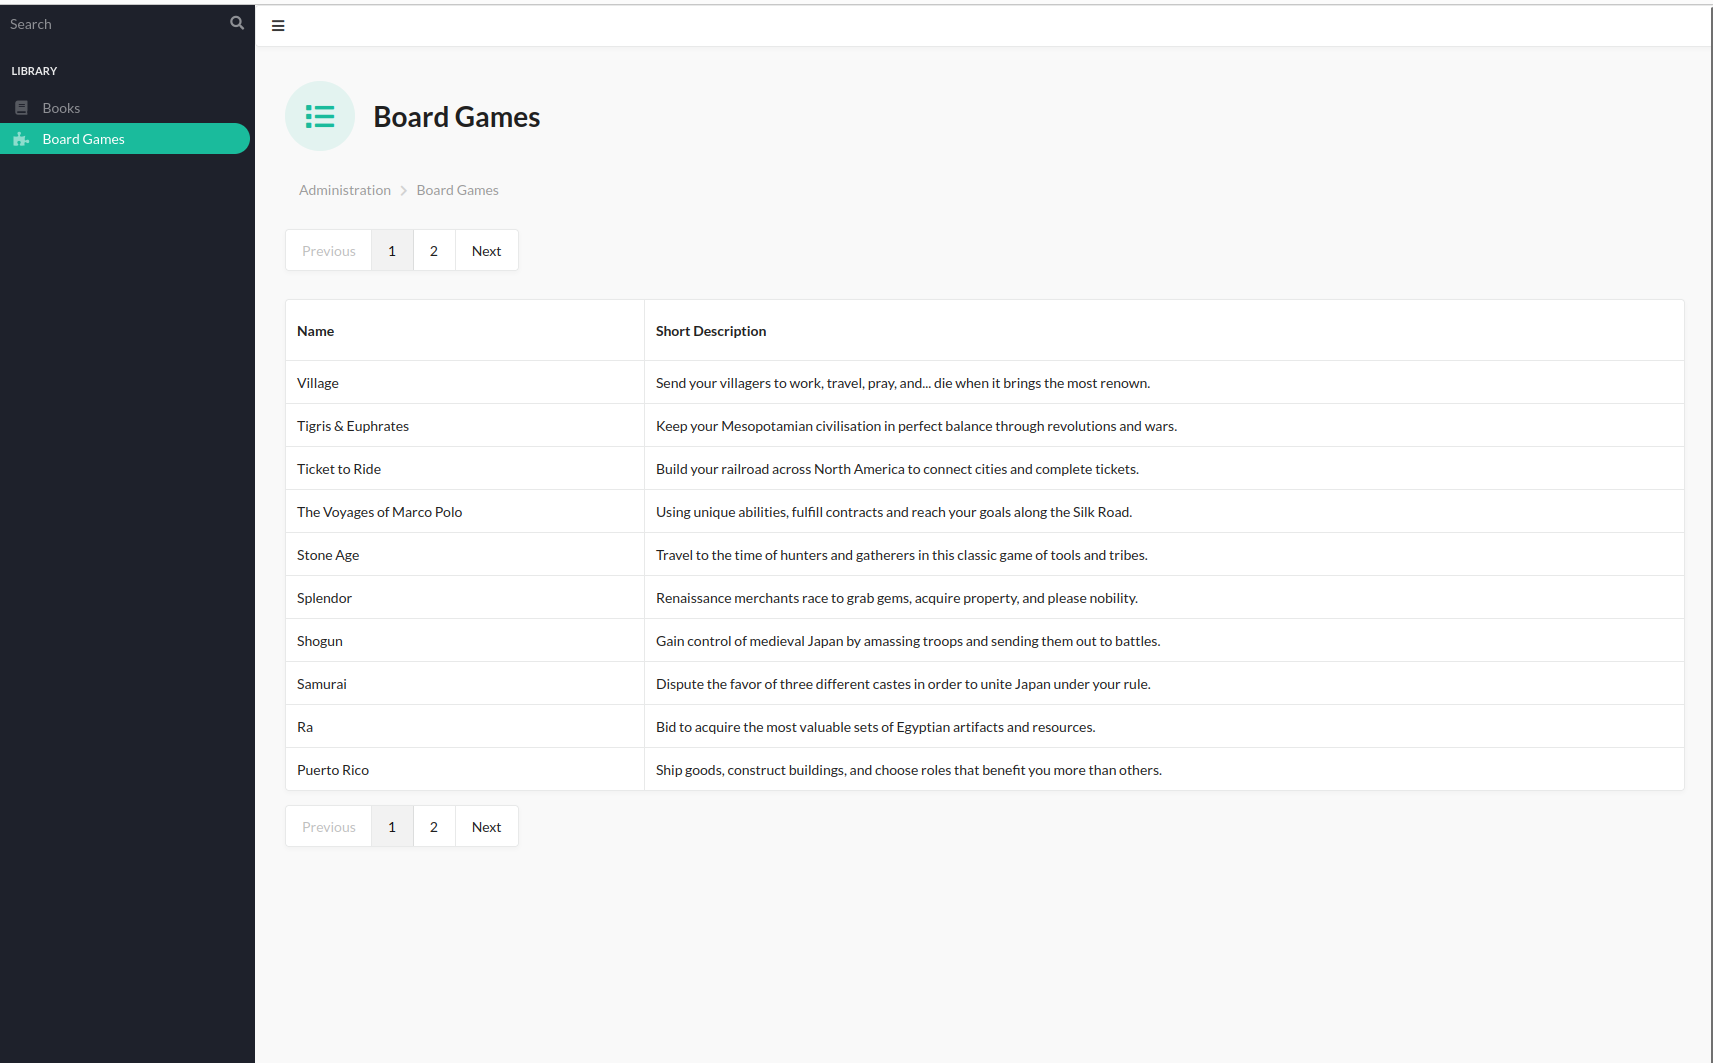 Search
LIBRARY
Books
Board Games
Board Games
Administration Board Games
Previous 1 2 Next
Name Short Description
Village Send your villagers to work, travel, pray, and... die when it brings the most renown.
Tigris & Euphrates Keep your Mesopotamian civilisation in perfect balance through revolutions and wars.
Ticket to Ride Build your railroad across North America to connect cities and complete tickets.
The Voyages of Marco Polo Using unique abilities, fulfill contracts and reach your goals along the Silk Road.
Stone Age Travel to the time of hunters and gatherers in this classic game of tools and tribes.
Splendor Renaissance merchants race to grab gems, acquire property, and please nobility.
Shogun Gain control of medieval Japan by amassing troops and sending them out to battles.
Samurai Dispute the favor of three different castes in order to unite Japan under your rule.
Ra Bid to acquire the most valuable sets of Egyptian artifacts and resources.
Puerto Rico Ship goods, construct buildings, and choose roles that benefit you more than others.
Previous 1 2 Next